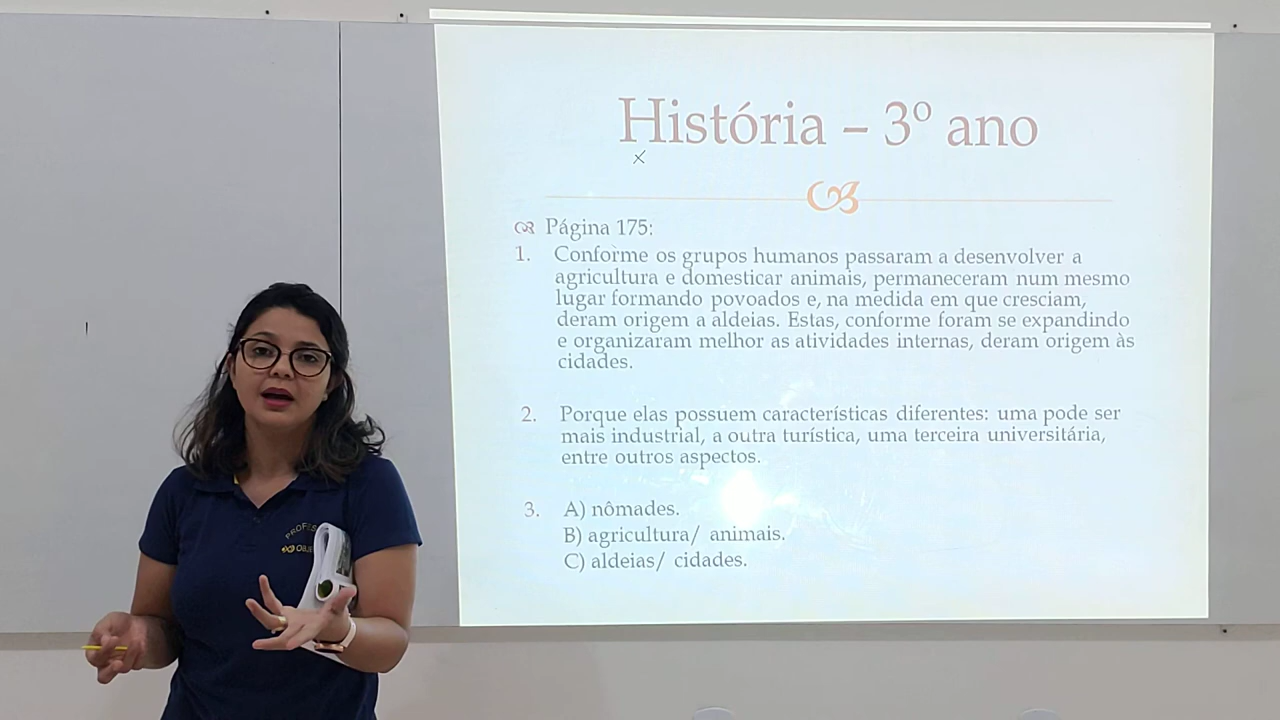 História – 3º ano
Página 175:
1. Conforme os grupos humanos passaram a desenvolver a
agricultura e domesticar animais, permaneceram num mesmo
lugar formando povoados e, na medida em que cresciam,
deram origem a aldeias. Estas, conforme foram se expandindo
e organizaram melhor as atividades internas, deram origem às
cidades.
2. Porque elas possuem características diferentes: uma pode ser
mais industrial, a outra turística, uma terceira universitária,
entre outros aspectos.
3. A) nômades.
B) agricultura/ animais.
C) aldeias/ cidades.